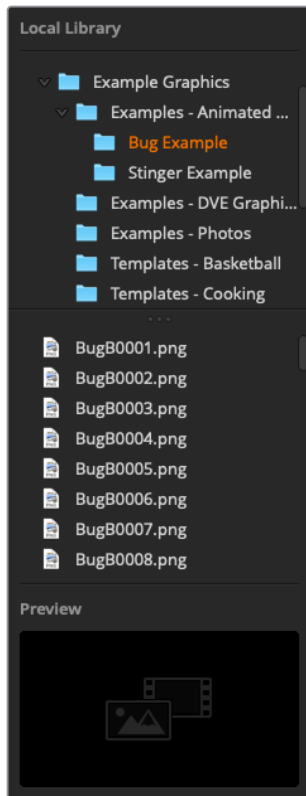 Local Library
Example Graphics
Examples - Animated ...
Bug Example
Stinger Example
Examples - DVE Graphi...
Examples - Photos
Templates - Basketball
Templates - Cooking
BugB0001.png
BugB0002.png
BugB0003.png
BugB0004.png
BugB0005.png
BugB0006.png
BugB0007.png
BugB0008.png
Preview